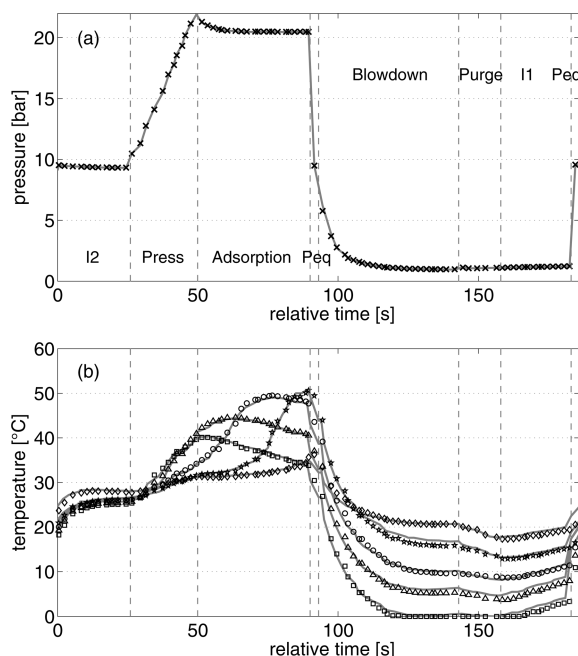 (a)
20
15
10
5
0
pressure [bar]
Blowdown Purge I1 Peq
I2 Press Adsorption Peq
0 50 100 150
relative time [s]
(b)
60
50
40
30
20
10
0
temperature [°C]
0 50 100 150
relative time [s]